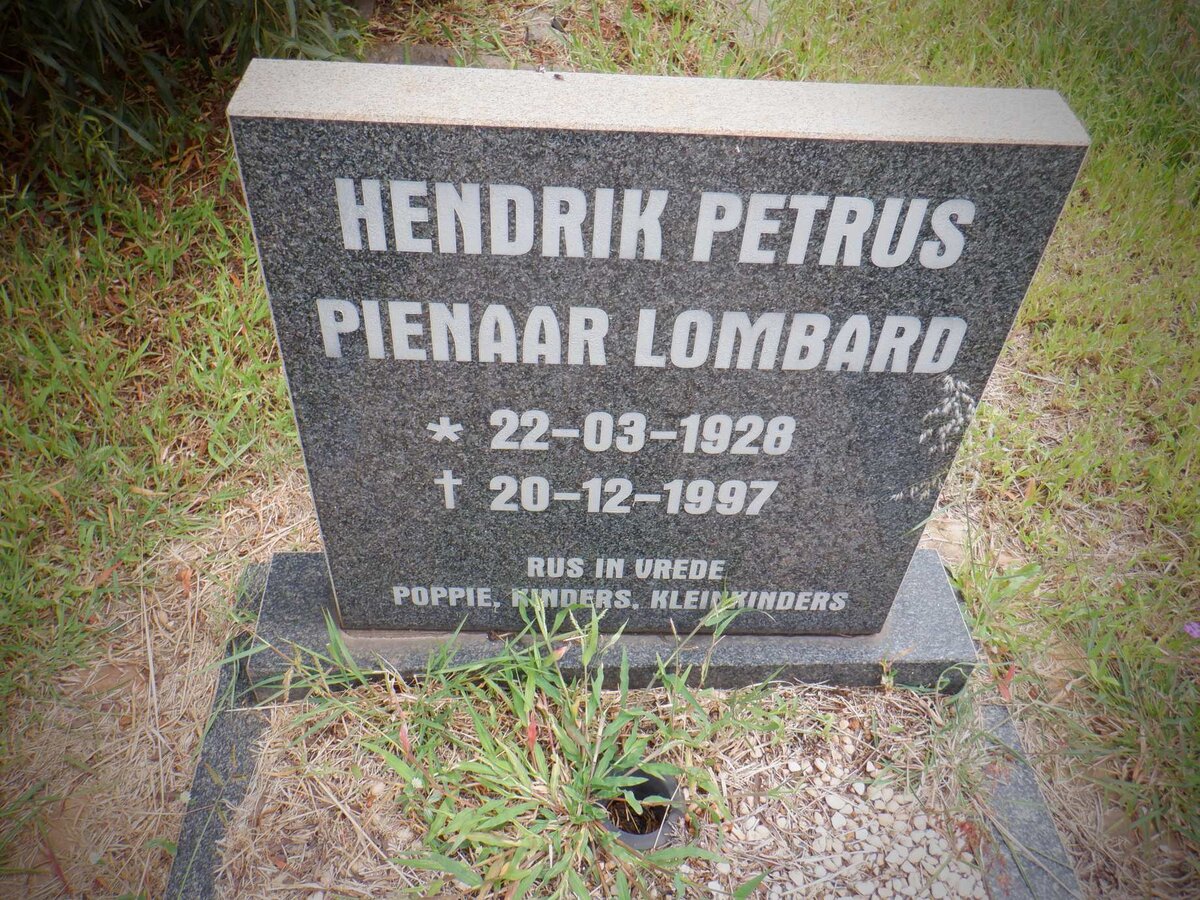 HENDRIK PETRUS
PIENAAR LOMBARD
* 22-03-1928
† 20-12-1997
RUS IN VREDE
POPPIE, KINDERS, KLEINKINDERS